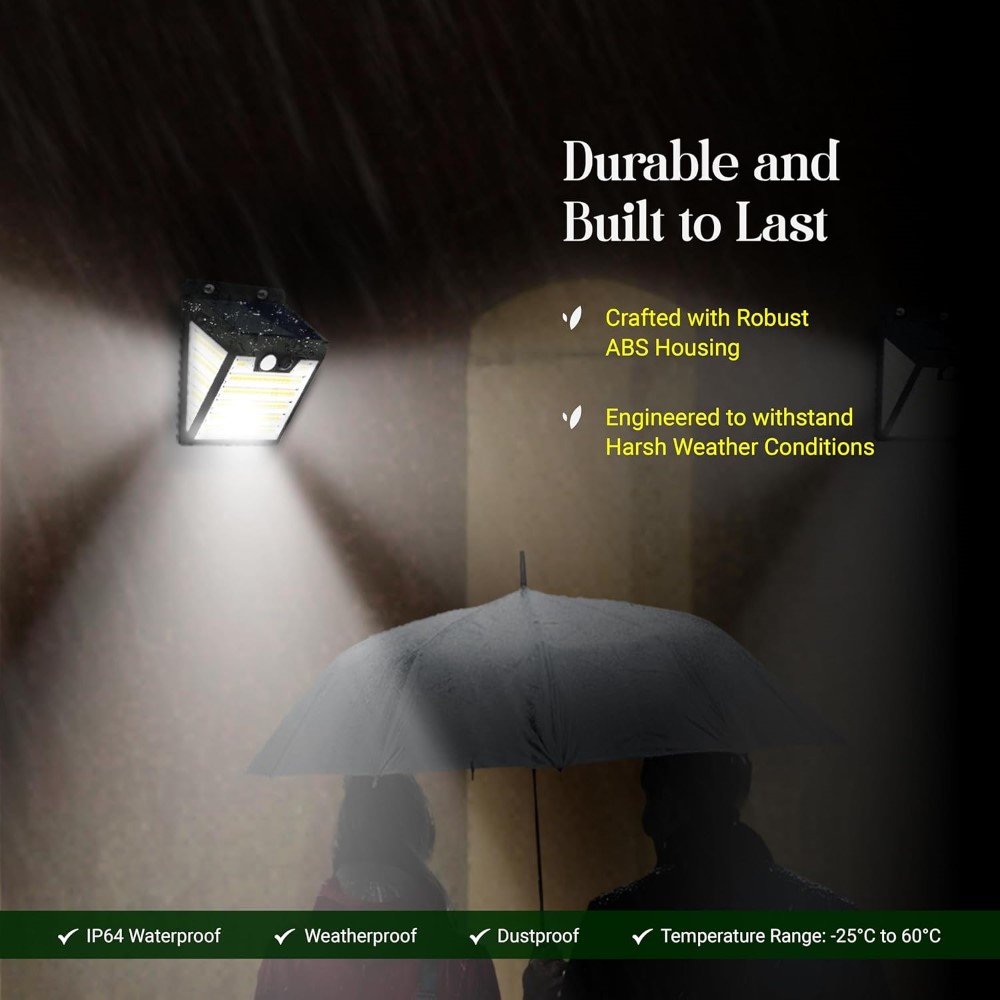 Durable and
Built to Last
Crafted with Robust
ABS Housing
Engineered to withstand
Harsh Weather Conditions
IP64 Waterproof
Weatherproof
Dustproof
Temperature Range: -25°C to 60°C